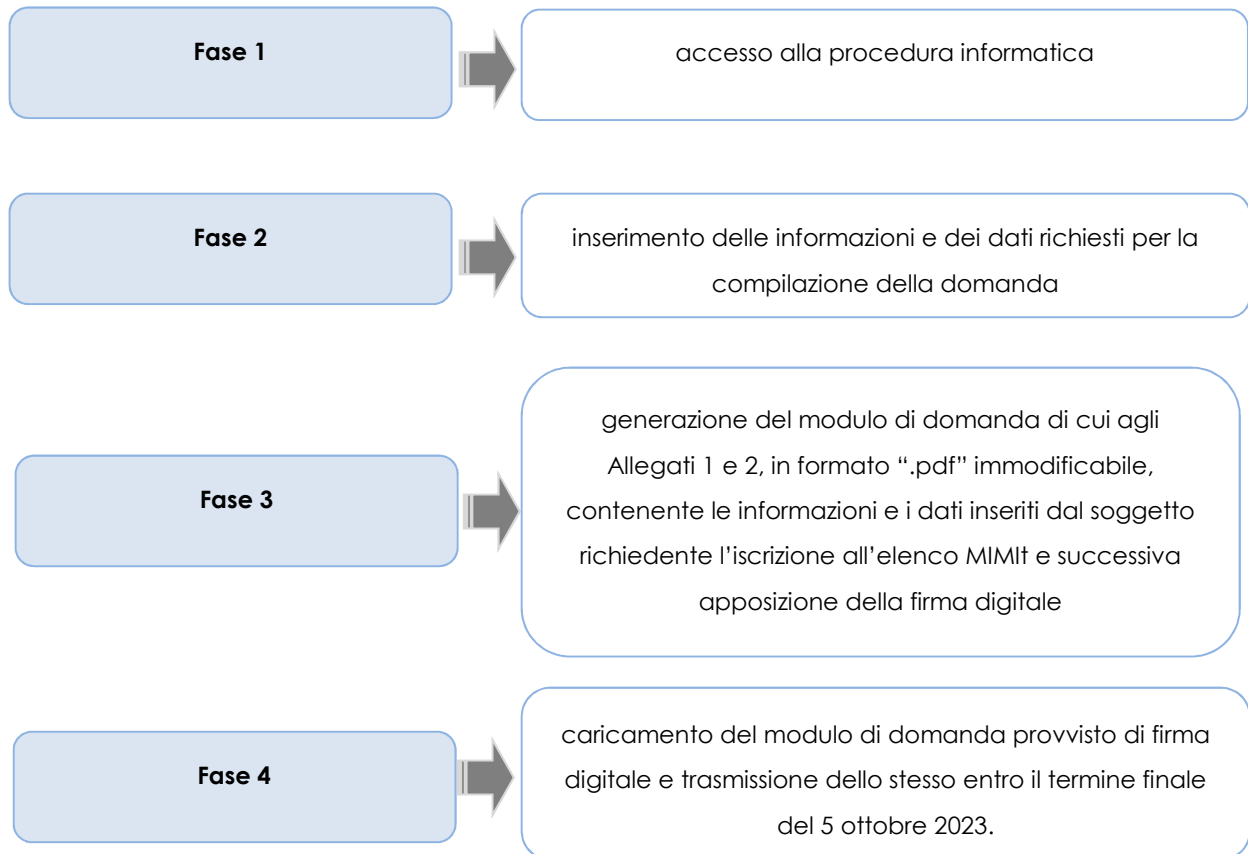 Fase 1
accesso alla procedura informatica
Fase 2
inserimento delle informazioni e dei dati richiesti per la
compilazione della domanda
Fase 3
generazione del modulo di domanda di cui agli
Allegati 1 e 2, in formato “.pdf” immodificabile,
contenente le informazioni e i dati inseriti dal soggetto
richiedente l’iscrizione all’elenco MIMIt e successiva
apposizione della firma digitale
Fase 4
caricamento del modulo di domanda provvisto di firma
digitale e trasmissione dello stesso entro il termine finale
del 5 ottobre 2023.